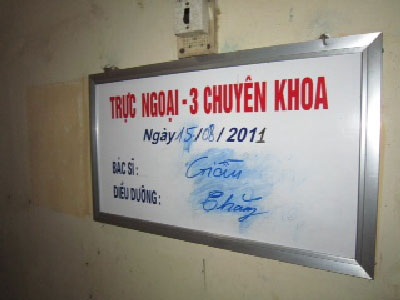 TRỰC NGOẠI - 3 CHUYÊN KHOA
Ngày 15/08/2011
BÁC SĨ :
ĐIỀU DƯỠNG :